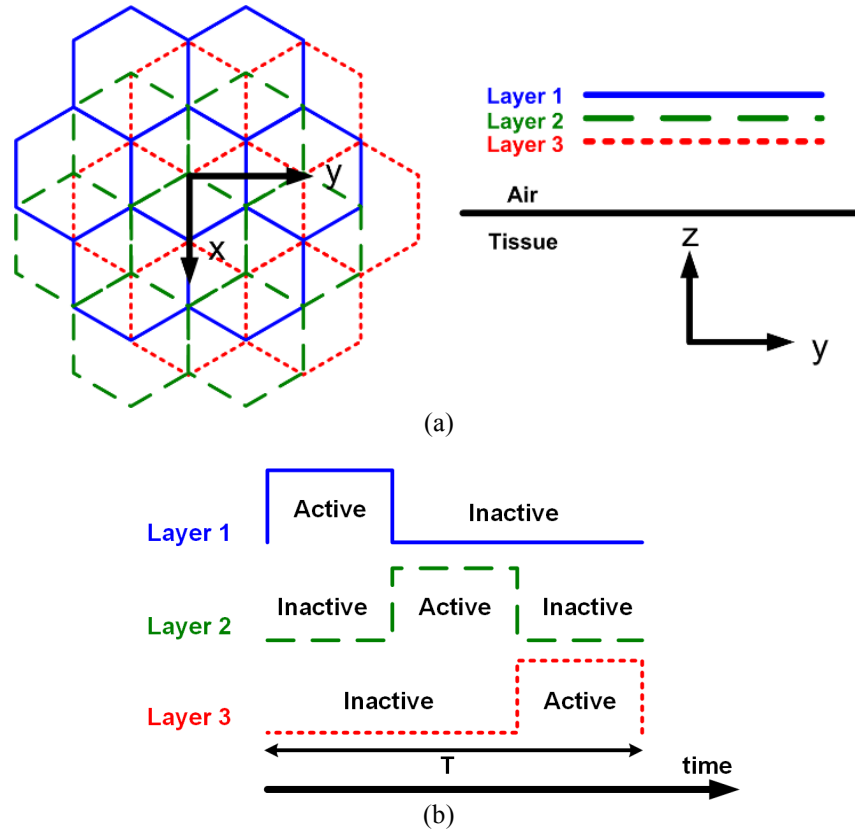 y
x
Layer 1
Layer 2
Layer 3
Air
Tissue
z
y
(a)
Layer 1
Active
Inactive
Layer 2
Inactive
Active
Inactive
Layer 3
Inactive
Active
T
time
(b)